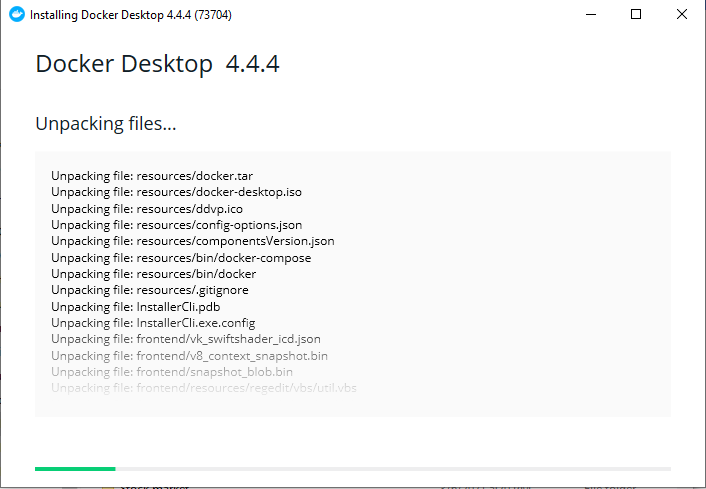 Installing Docker Desktop 4.4.4 (73704)
Docker Desktop 4.4.4
Unpacking files...
Unpacking file: resources/docker.tar
Unpacking file: resources/docker-desktop.iso
Unpacking file: resources/ddvp.ico
Unpacking file: resources/config-options.json
Unpacking file: resources/componentsVersion.json
Unpacking file: resources/bin/docker-compose
Unpacking file: resources/bin/docker
Unpacking file: resources/.gitignore
Unpacking file: InstallerCli.pdb
Unpacking file: InstallerCli.exe.config
Unpacking file: frontend/vk_swiftshader_icd.json
Unpacking file: frontend/v8_context_snapshot.bin
Unpacking file: frontend/snapshot_blob.bin
Unpacking file: frontend/resources/regedit/vbs/util.vbs